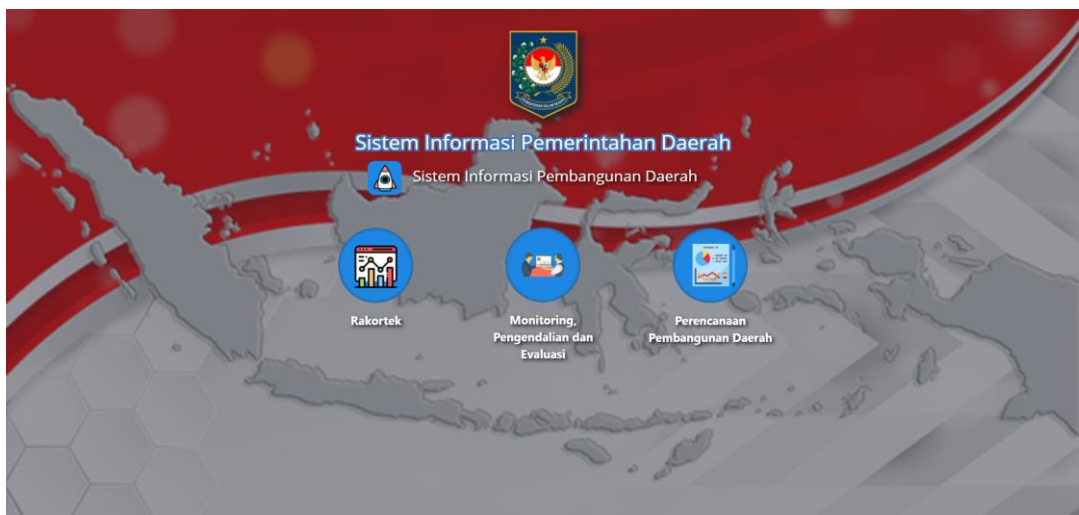 Sistem Informasi Pemerintahan Daerah
Sistem Informasi Pembangunan Daerah
Rakortek
Monitoring,
Pengendalian dan
Evaluasi
Perencanaan
Pembangunan Daerah